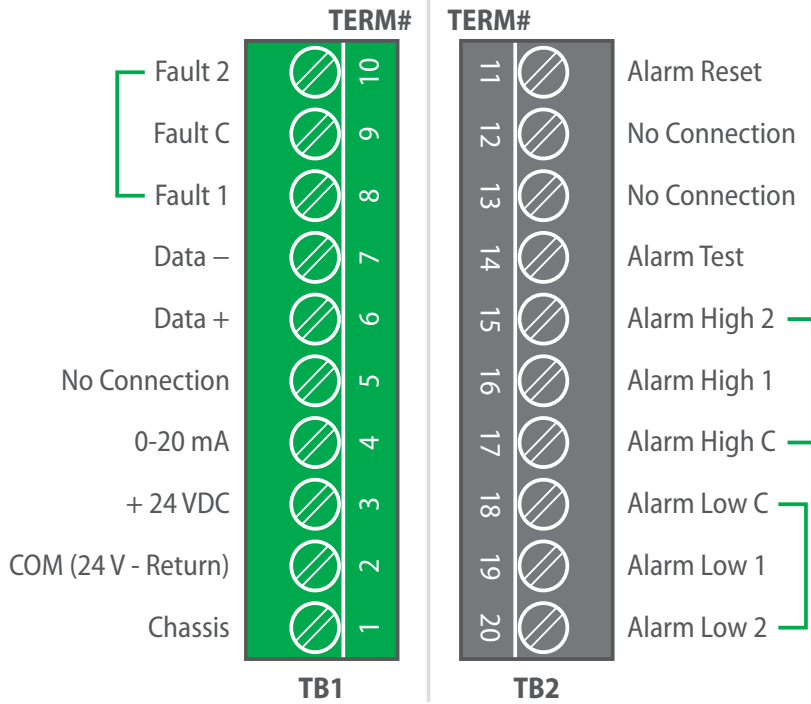 TERM# TERM#
Fault 2 10 11 Alarm Reset
Fault C 9 12 No Connection
Fault 1 8 13 No Connection
Data – 7 14 Alarm Test
Data + 6 15 Alarm High 2
No Connection 5 16 Alarm High 1
0-20 mA 4 17 Alarm High C
+ 24 VDC 3 18 Alarm Low C
COM (24 V - Return) 2 19 Alarm Low 1
Chassis 1 20 Alarm Low 2
TB1 TB2